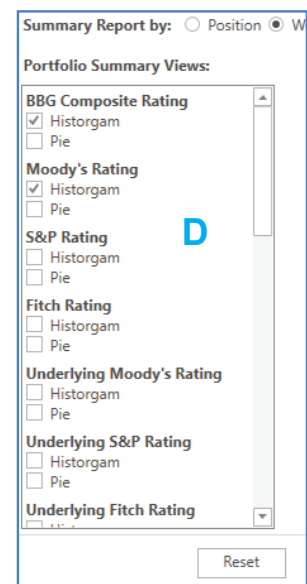 Summary Report by: Position W
Portfolio Summary Views:
BBG Composite Rating
Historgam
Pie
Moody's Rating
Historgam
Pie
D
S&P Rating
Historgam
Pie
Fitch Rating
Historgam
Pie
Underlying Moody's Rating
Historgam
Pie
Underlying S&P Rating
Historgam
Pie
Underlying Fitch Rating
Reset